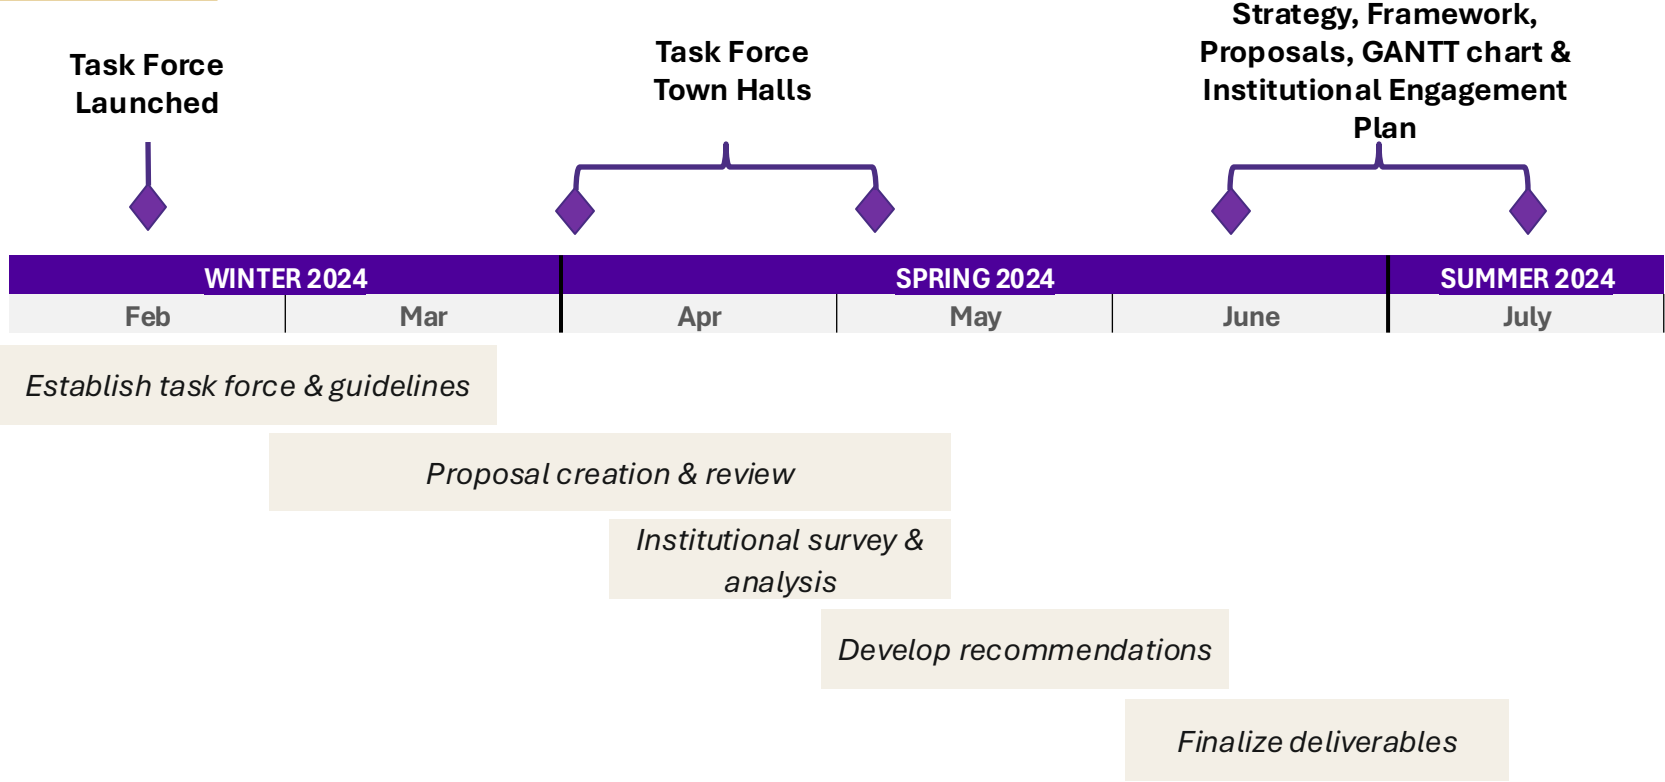 Task Force
Launched
Task Force
Town Halls
Strategy, Framework,
Proposals, GANTT chart &
Institutional Engagement
Plan
WINTER 2024
SPRING 2024
SUMMER 2024
Feb
Mar
Apr
May
June
July
Establish task force & guidelines
Proposal creation & review
Institutional survey &
analysis
Develop recommendations
Finalize deliverables